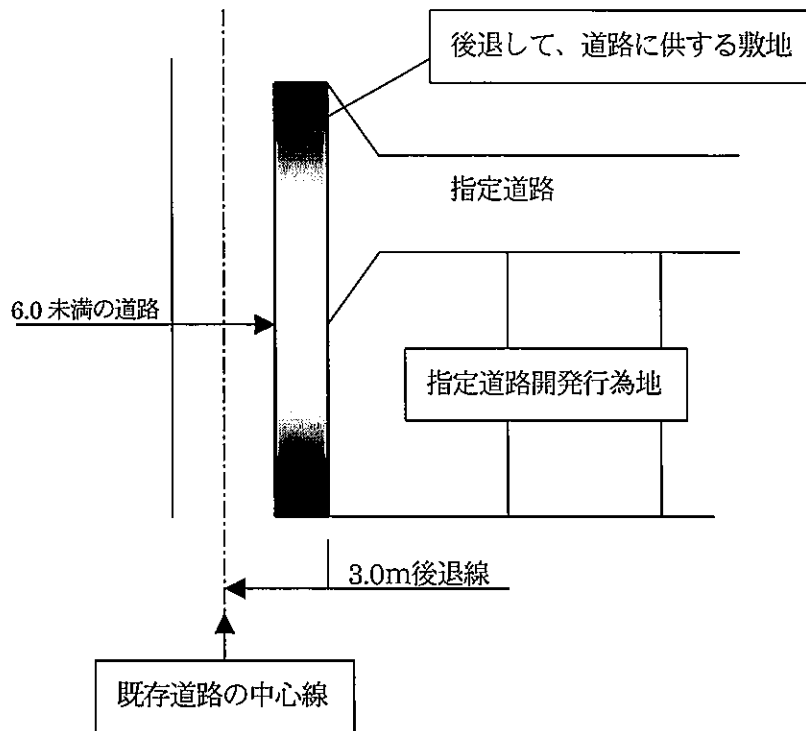 後退して、道路に供する敷地
指定道路
6.0 未満の道路
指定道路開発行為地
3.0m後退線
既存道路の中心線